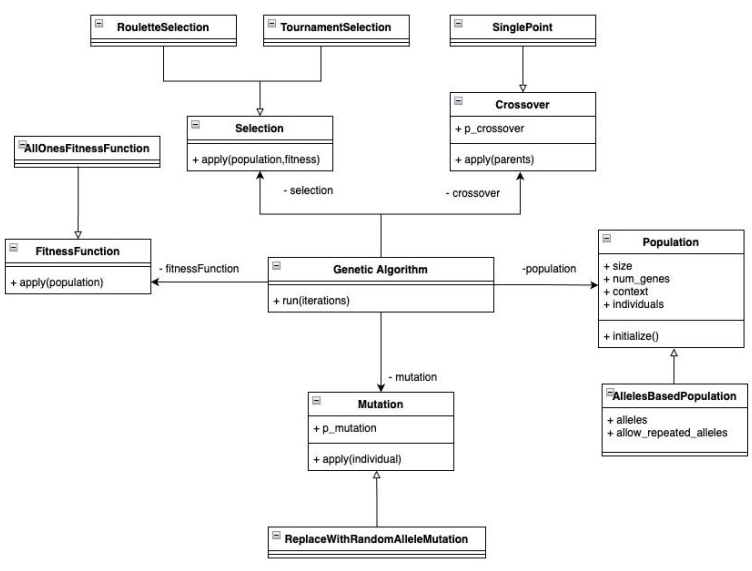 RouletteSelection
TournamentSelection
SinglePoint
Selection
+ apply(population,fitness)
Crossover
+ p_crossover
+ apply(parents)
AllOnesFitnessFunction
- selection
- crossover
FitnessFunction
+ apply(population)
- fitnessFunction
Genetic Algorithm
+ run(iterations)
-population
Population
+ size
+ num_genes
+ context
+ individuals
+ initialize()
- mutation
Mutation
+ p_mutation
+ apply(individual)
AllelesBasedPopulation
+ alleles
+ allow_repeated_alleles
ReplaceWithRandomAlleleMutation